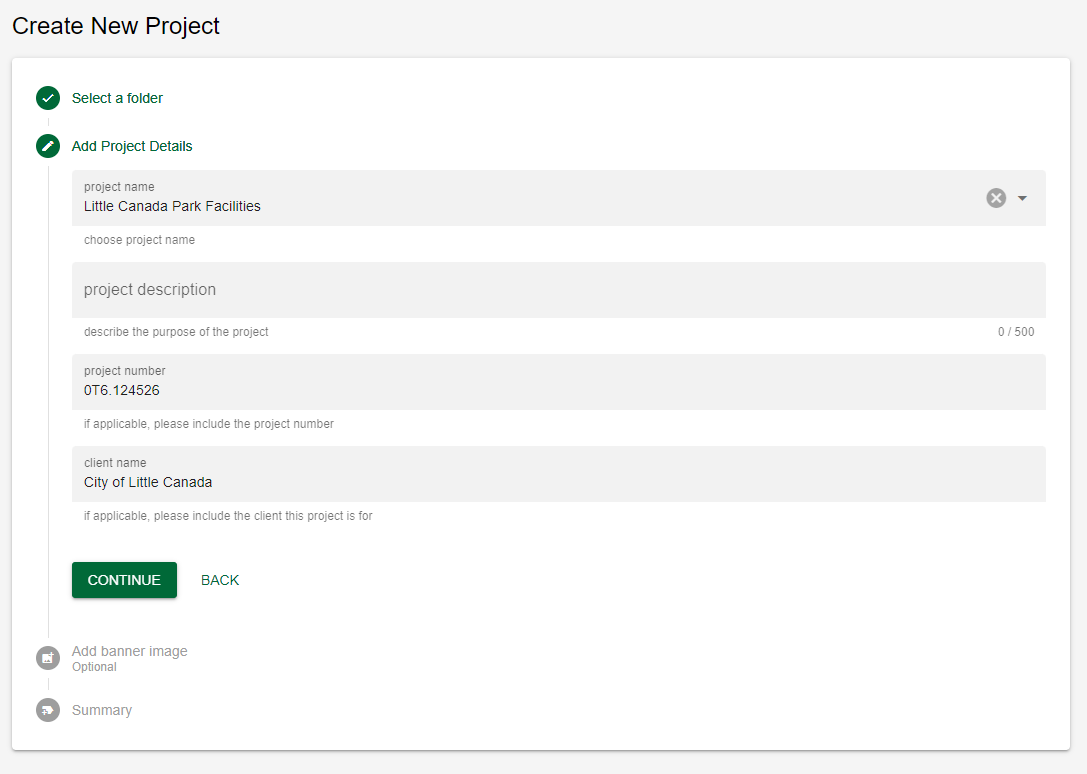 Create New Project
Select a folder
Add Project Details
project name
Little Canada Park Facilities
choose project name
project description
describe the purpose of the project 0 / 500
project number
0T6.124526
if applicable, please include the project number
client name
City of Little Canada
if applicable, please include the client this project is for
CONTINUE BACK
Add banner image
Optional
Summary